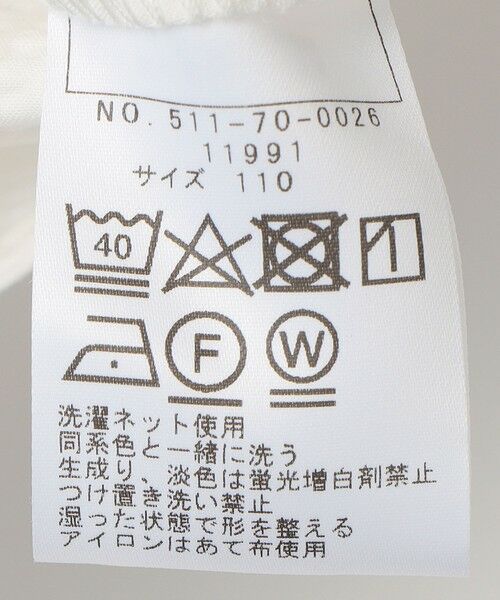 NO. 511-70-0026
11991
サイズ 110
40
F W
洗濯ネット使用
同系色と一緒に洗う
生成り、淡色は蛍光増白剤禁止
つけ置き洗い禁止
湿った状態で形を整える
アイロンはあて布使用